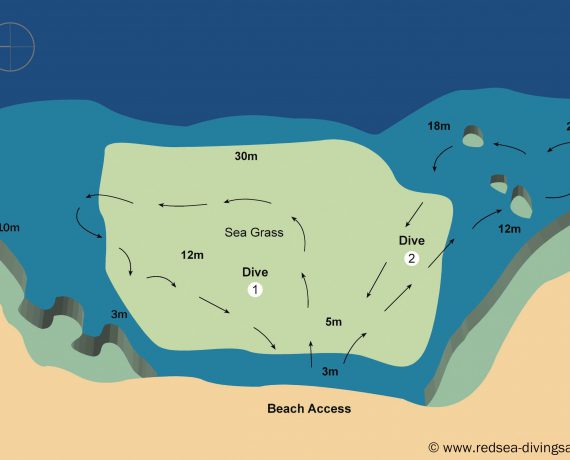 18m
30m
10m
Sea Grass
12m
Dive
2
12m
Dive
1
3m
5m
3m
Beach Access
© www.redsea-divingsa